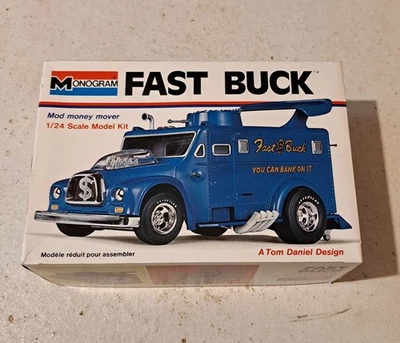 MONOGRAM
FAST BUCK
Mod money mover
1/24 Scale Model Kit
Fast Buck
YOU CAN BANK ON IT
$
Modèle réduit pour assembler
A Tom Daniel Design